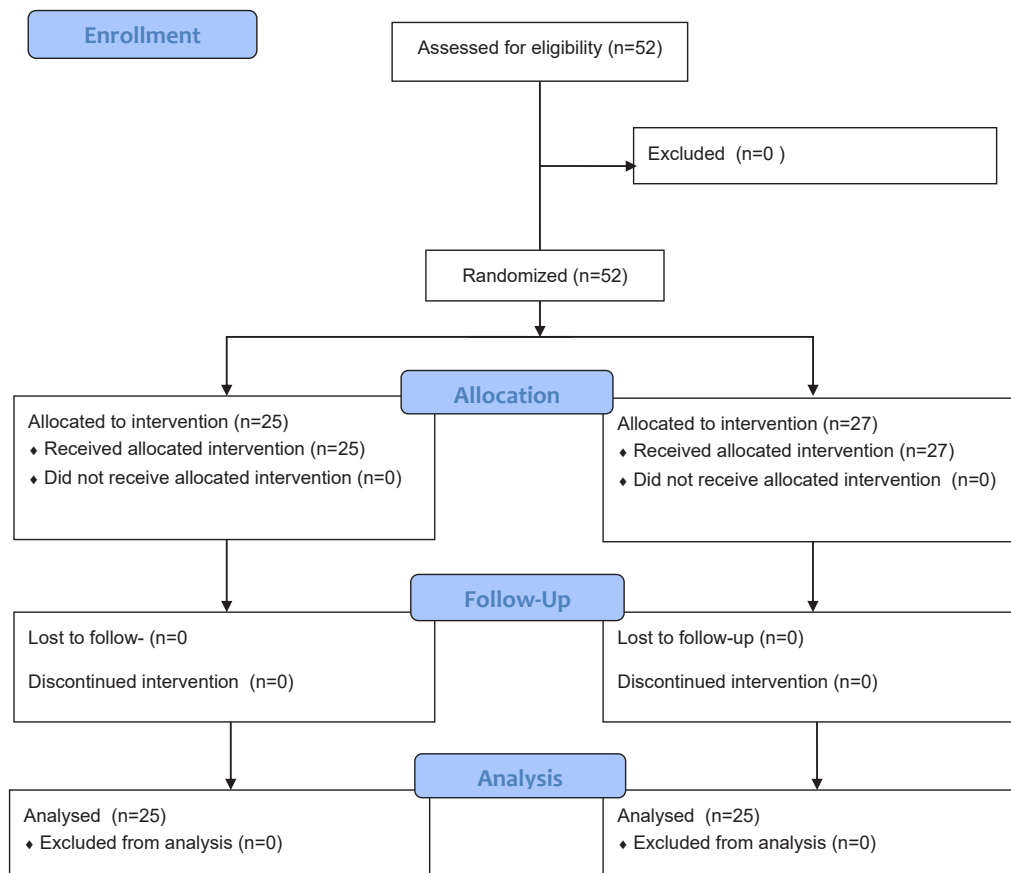 Enrollment
Assessed for eligibility (n=52)
Excluded (n=0 )
Randomized (n=52)
Allocation
Allocated to intervention (n=25)
♦ Received allocated intervention (n=25)
♦ Did not receive allocated intervention (n=0)
Allocated to intervention (n=27)
♦ Received allocated intervention (n=27)
♦ Did not receive allocated intervention (n=0)
Follow-Up
Lost to follow- (n=0
Discontinued intervention (n=0)
Lost to follow-up (n=0)
Discontinued intervention (n=0)
Analysis
Analysed (n=25)
♦ Excluded from analysis (n=0)
Analysed (n=25)
♦ Excluded from analysis (n=0)